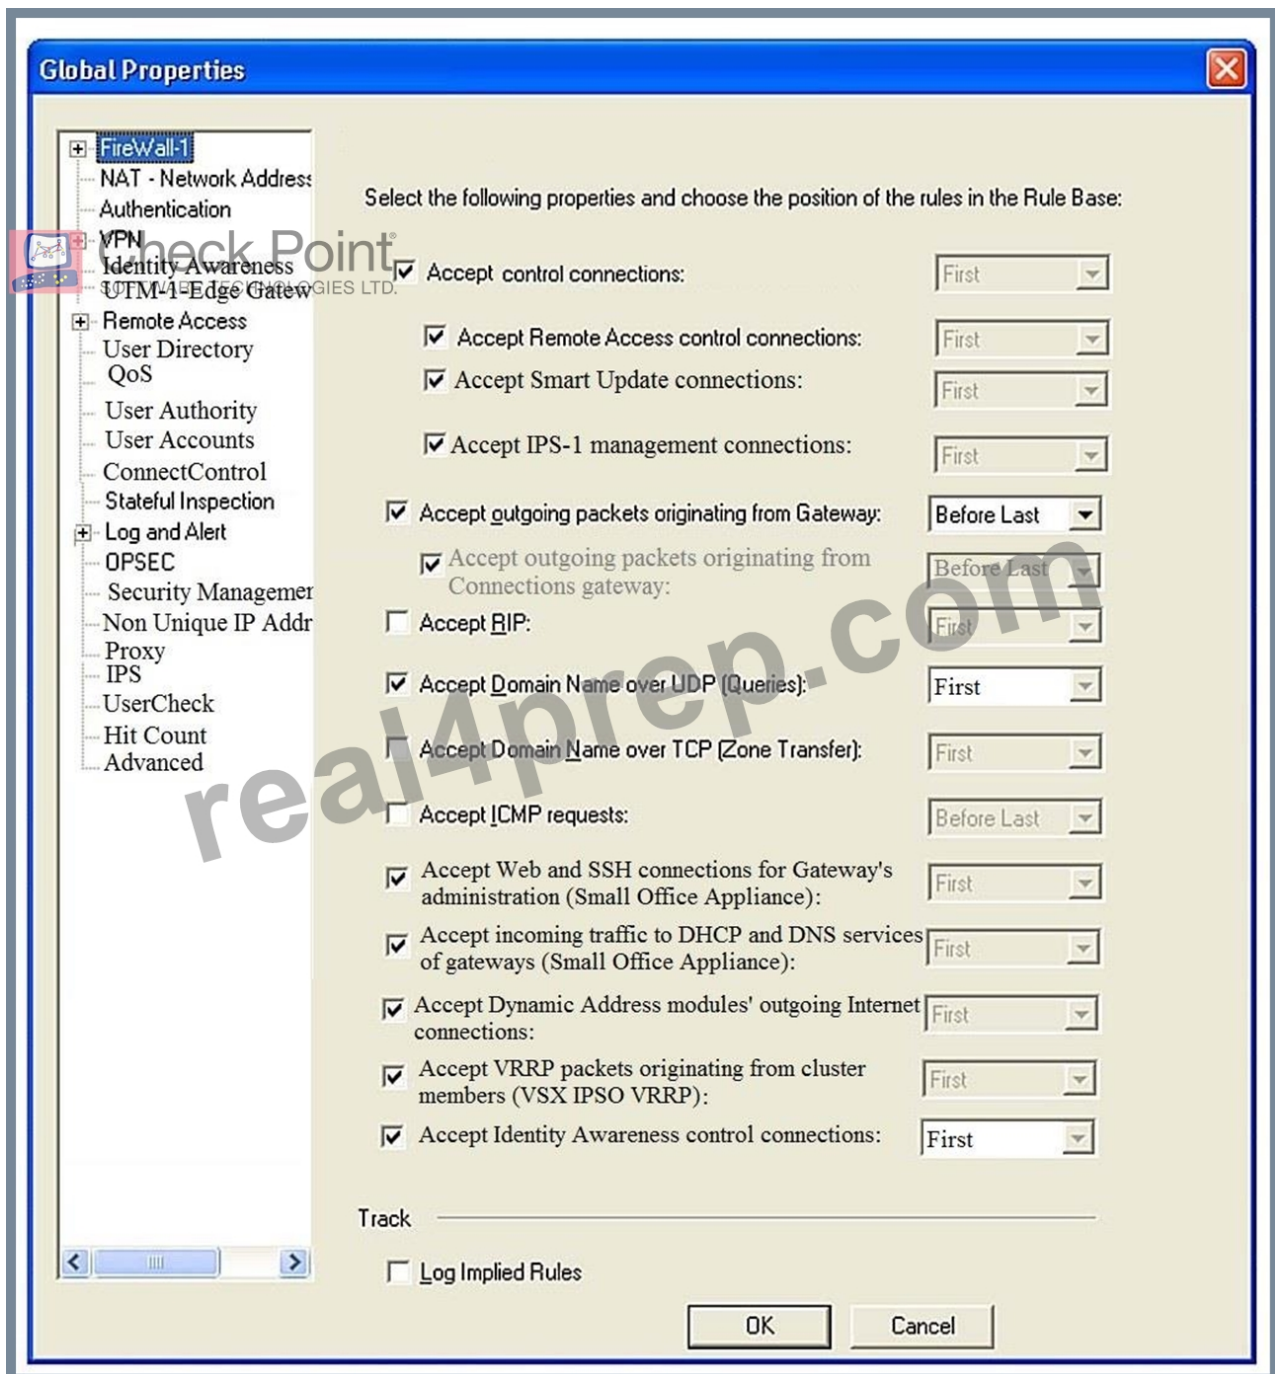 Global Properties
FireWall-1
NAT - Network Address
Authentication
VPN
Check Point
Identity Awareness
SOFTWARE TECHNOLOGIES LTD.
UTM-1-Edge Gatew
Remote Access
User Directory
QoS
User Authority
User Accounts
ConnectControl
Stateful Inspection
Log and Alert
OPSEC
Security Managemer
Non Unique IP Addr
Proxy
IPS
UserCheck
Hit Count
Advanced
Select the following properties and choose the position of the rules in the Rule Base:
Accept control connections: First
Accept Remote Access control connections: First
Accept Smart Update connections: First
Accept IPS-1 management connections: First
Accept outgoing packets originating from Gateway: Before Last
Accept outgoing packets originating from Before Last
Connections gateway:
Accept RIP: First
Accept Domain Name over UDP (Queries): First
Accept Domain Name over TCP (Zone Transfer): First
Accept ICMP requests: Before Last
Accept Web and SSH connections for Gateway's First
administration (Small Office Appliance):
Accept incoming traffic to DHCP and DNS services First
of gateways (Small Office Appliance):
Accept Dynamic Address modules' outgoing Internet First
connections:
Accept VRRP packets originating from cluster First
members (VSX IPSO VRRP):
Accept Identity Awareness control connections: First
Track
Log Implied Rules
OK Cancel
real4prep.com